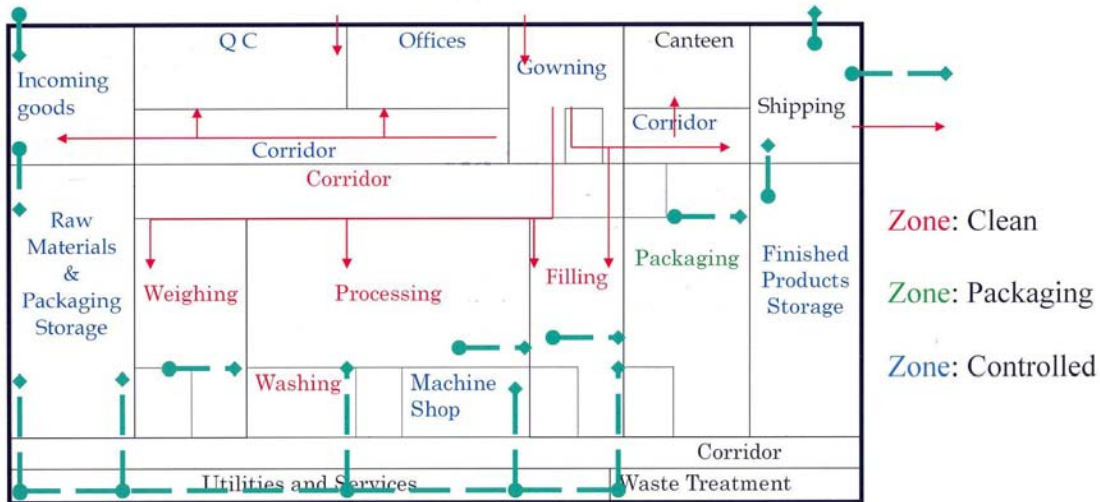 Q C
Offices
Canteen
Gowning
Incoming
goods
Shipping
Corridor
Corridor
Corridor
Raw
Materials
&
Packaging
Storage
Weighing
Processing
Filling
Packaging
Finished
Products
Storage
Washing
Machine
Shop
Corridor
Utilities and Services
Waste Treatment
Zone: Clean
Zone: Packaging
Zone: Controlled